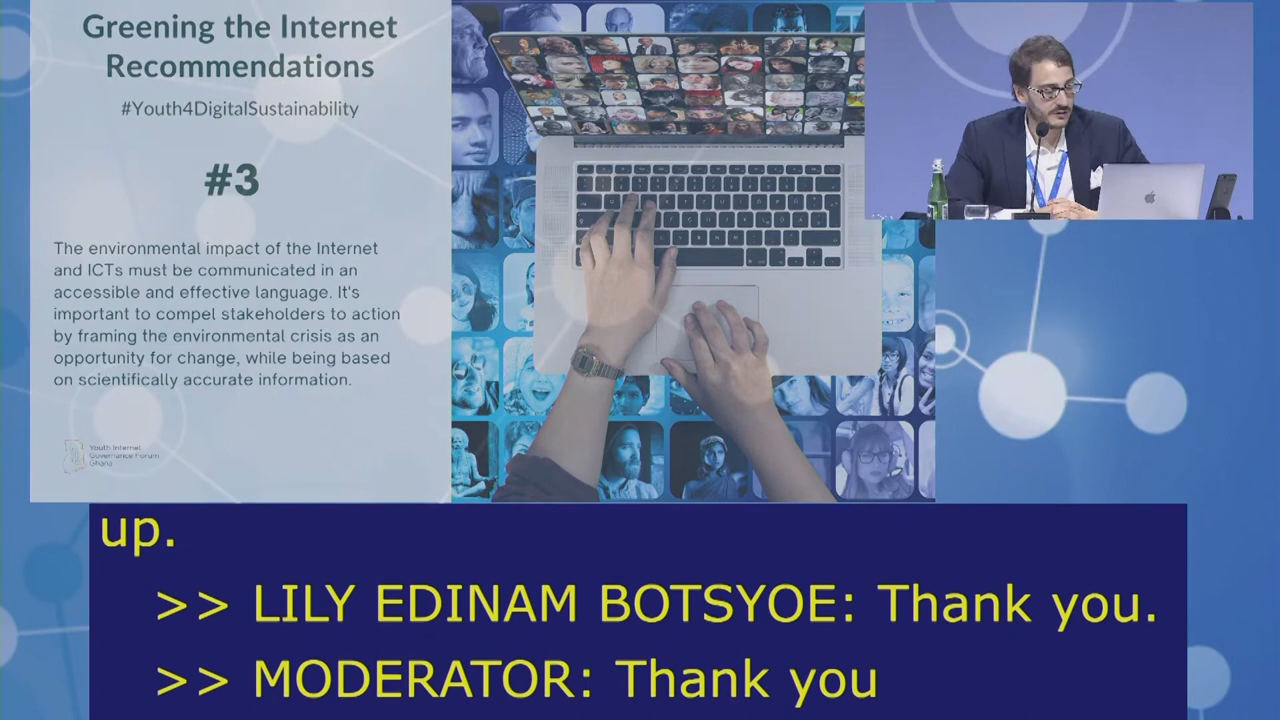 Greening the Internet
Recommendations
#Youth4DigitalSustainability
#3
The environmental impact of the Internet
and ICTs must be communicated in an
accessible and effective language. It's
important to compel stakeholders to action
by framing the environmental crisis as an
opportunity for change, while being based
on scientifically accurate information.
Youth Internet
Governance Forum
Ghana
up.
>> LILY EDINAM BOTSYOE: Thank you.
>> MODERATOR: Thank you